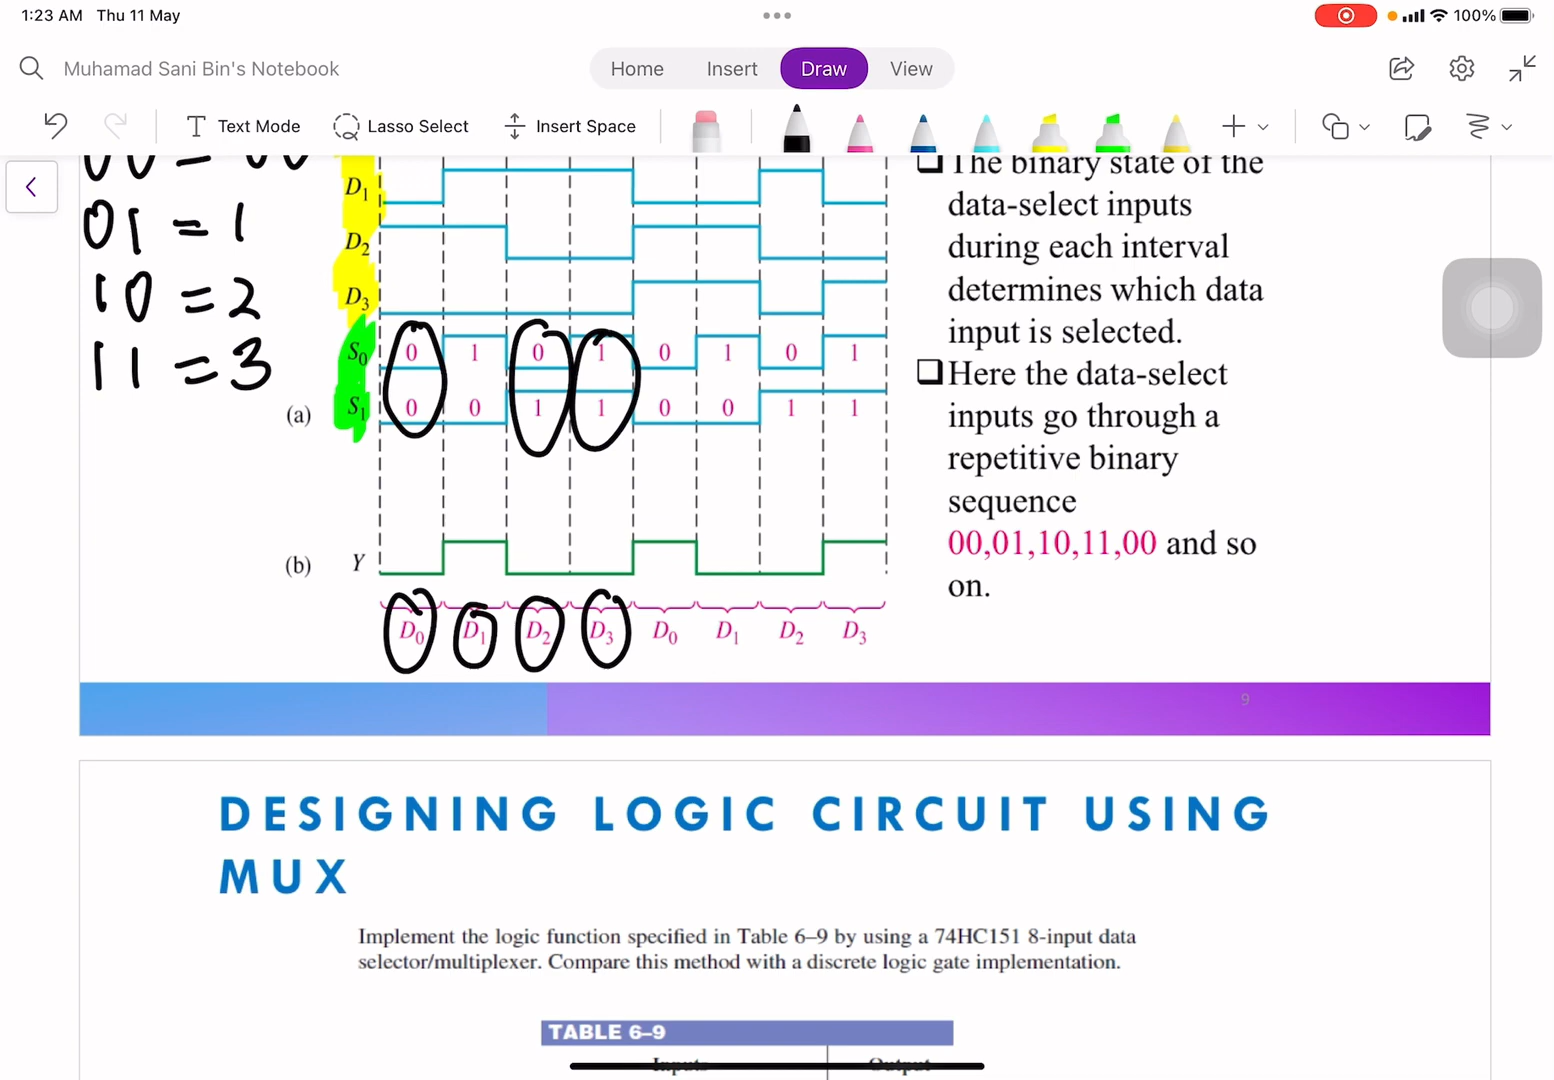 1:23 AM Thu 11 May
100%
Muhamad Sani Bin's Notebook
Home Insert Draw View
Text Mode Lasso Select Insert Space
00 = 00
01 = 1
10 = 2
11 = 3
D1
D2
D3
S0 0 1 0 1 0 1 0 1
(a) S1 0 0 1 1 0 0 1 1
(b) Y
D0 D1 D2 D3 D0 D1 D2 D3
The binary state of the
data-select inputs
during each interval
determines which data
input is selected.
Here the data-select
inputs go through a
repetitive binary
sequence
00,01,10,11,00 and so
on.
9
DESIGNING LOGIC CIRCUIT USING
MUX
Implement the logic function specified in Table 6–9 by using a 74HC151 8-input data
selector/multiplexer. Compare this method with a discrete logic gate implementation.
TABLE 6–9
Inputs Output